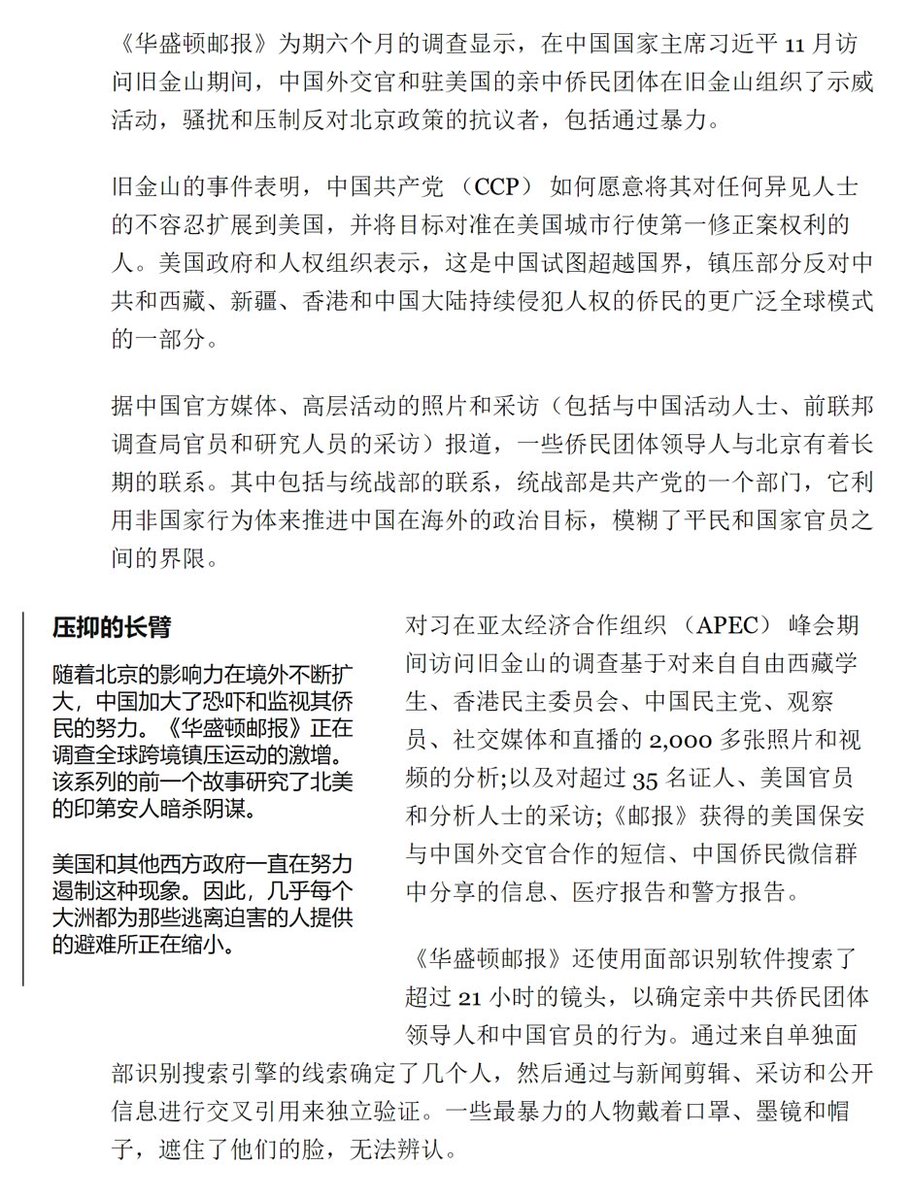 《华盛顿邮报》为期六个月的调查显示，在中国国家主席习近平 11 月访
问旧金山期间，中国外交官和驻美国的亲中侨民团体在旧金山组织了示威
活动，骚扰和压制反对北京政策的抗议者，包括通过暴力。
旧金山的事件表明，中国共产党 （CCP） 如何愿意将其对任何异见人士
的不容忍扩展到美国，并将目标对准在美国城市行使第一修正案权利的
人。美国政府和人权组织表示，这是中国试图超越国界，镇压部分反对中
共和西藏、新疆、香港和中国大陆持续侵犯人权的侨民的更广泛全球模式
的一部分。
据中国官方媒体、高层活动的照片和采访（包括与中国活动人士、前联邦
调查局官员和研究人员的采访）报道，一些侨民团体领导人与北京有着长
期的联系。其中包括与统战部的联系，统战部是共产党的一个部门，它利
用非国家行为体来推进中国在海外的政治目标，模糊了平民和国家官员之
间的界限。
压抑的长臂
随着北京的影响力在境外不断扩
大，中国加大了恐吓和监视其侨
民的努力。《华盛顿邮报》正在
调查全球跨境镇压运动的激增。
该系列的前一个故事研究了北美
的印第安人暗杀阴谋。
美国和其他西方政府一直在努力
遏制这种现象。因此，几乎每个
大洲都为那些逃离迫害的人提供
的避难所正在缩小。
对习在亚太经济合作组织 （APEC） 峰会期
间访问旧金山的调查基于对来自自由西藏学
生、香港民主委员会、中国民主党、观察
员、社交媒体和直播的 2,000 多张照片和视
频的分析;以及对超过 35 名证人、美国官员
和分析人士的采访;《邮报》获得的美国保安
与中国外交官合作的短信、中国侨民微信群
中分享的信息、医疗报告和警方报告。
《华盛顿邮报》还使用面部识别软件搜索了
超过 21 小时的镜头，以确定亲中共侨民团体
领导人和中国官员的行为。通过来自单独面
部识别搜索引擎的线索确定了几个人，然后通过与新闻剪辑、采访和公开
信息进行交叉引用来独立验证。一些最暴力的人物戴着口罩、墨镜和帽
子，遮住了他们的脸，无法辨认。